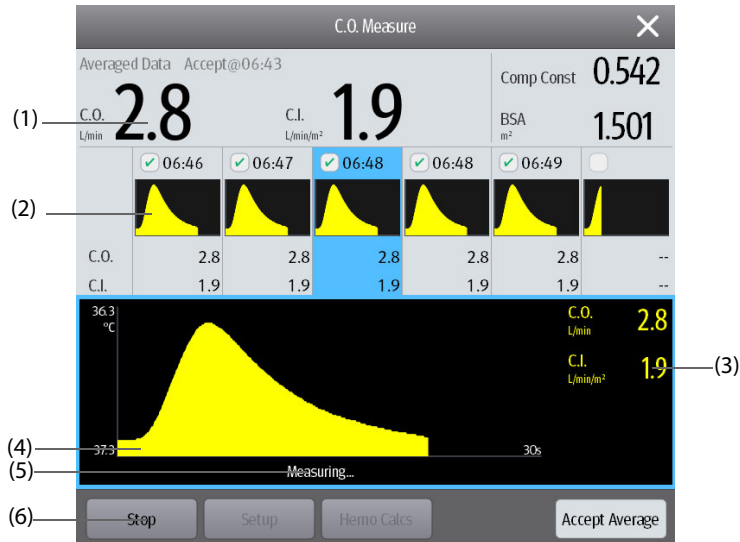 C.O. Measure
Averaged Data Accept@06:43
C.O.
L/min
2.8
C.I.
L/min/m²
1.9
Comp Const 0.542
BSA
m²
1.501
(1)
06:46 06:47 06:48 06:48 06:49
(2)
C.O. 2.8 2.8 2.8 2.8 2.8 --
C.I. 1.9 1.9 1.9 1.9 1.9 --
36.3
°C
C.O.
L/min
2.8
C.I.
L/min/m²
1.9
(3)
(4)
37.3
30s
(5)
Measuring...
(6)
Stop Setup Hemo Calcs Accept Average